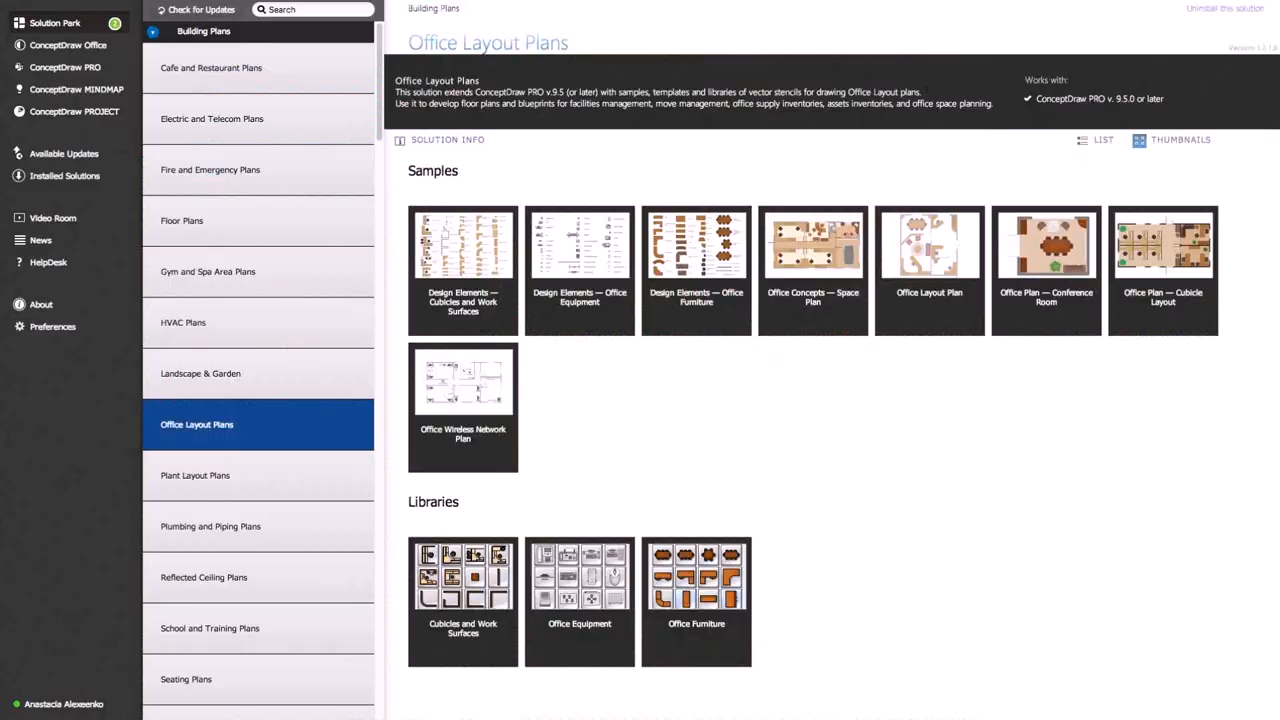 Solution Park
2
ConceptDraw Office
ConceptDraw PRO
ConceptDraw MINDMAP
ConceptDraw PROJECT
Available Updates
Installed Solutions
Video Room
News
HelpDesk
About
Preferences
Anastacia Alexeenko
Check for Updates
Search
Building Plans
Cafe and Restaurant Plans
Electric and Telecom Plans
Fire and Emergency Plans
Floor Plans
Gym and Spa Area Plans
HVAC Plans
Landscape & Garden
Office Layout Plans
Plant Layout Plans
Plumbing and Piping Plans
Reflected Ceiling Plans
School and Training Plans
Seating Plans
Building Plans
Uninstall this solution
Office Layout Plans
Office Layout Plans
This solution extends ConceptDraw PRO v.9.5 (or later) with samples, templates and libraries of vector stencils for drawing Office Layout plans.
Use it to develop floor plans and blueprints for facilities management, move management, office supply inventories, assets inventories, and office space planning.
Works with:
ConceptDraw PRO v. 9.5.0 or later
SOLUTION INFO
LIST
THUMBNAILS
Samples
Design Elements —
Cubicles and Work
Surfaces
Design Elements — Office
Equipment
Design Elements — Office
Furniture
Office Concepts — Space
Plan
Office Layout Plan
Office Plan — Conference
Room
Office Plan — Cubicle
Layout
Office Wireless Network
Plan
Libraries
Cubicles and Work
Surfaces
Office Equipment
Office Furniture